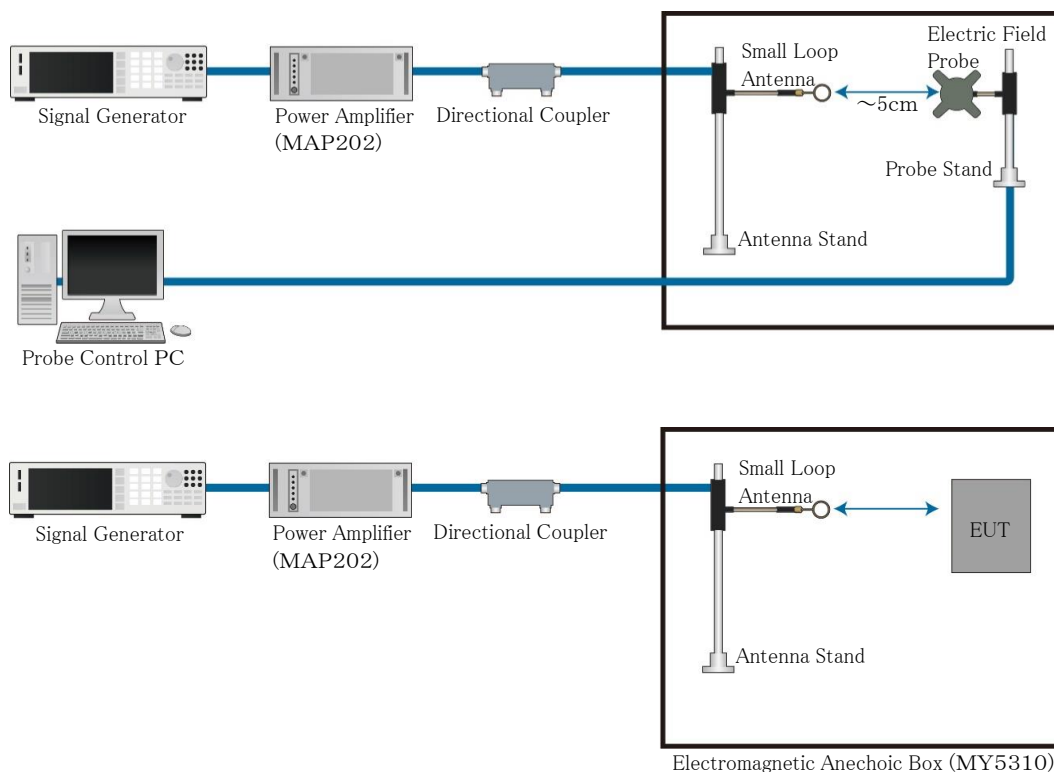 Small Loop
Antenna
Electric Field
Probe
Signal Generator
Power Amplifier
(MAP202)
Directional Coupler
~5cm
Probe Stand
Antenna Stand
Probe Control PC
Small Loop
Antenna
Signal Generator
Power Amplifier
(MAP202)
Directional Coupler
EUT
Antenna Stand
Electromagnetic Anechoic Box (MY5310)